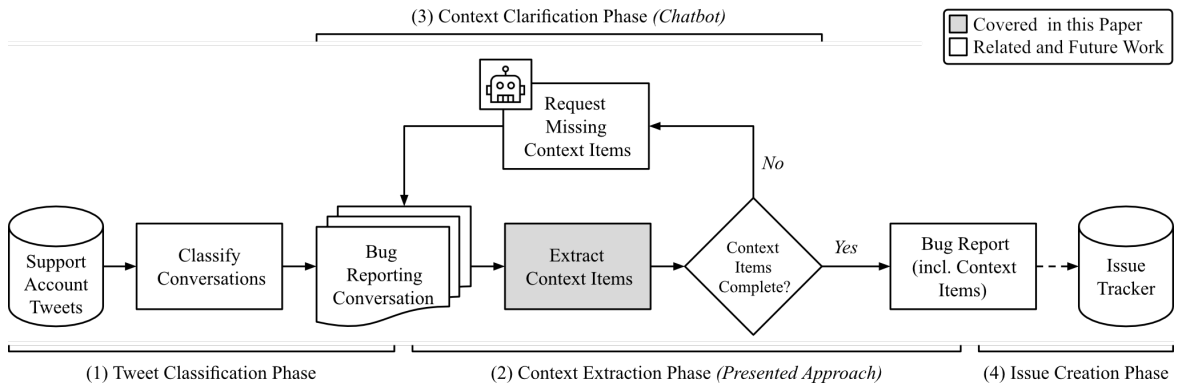 (3) Context Clarification Phase (Chatbot)
Covered in this Paper
Related and Future Work
Request
Missing
Context Items
No
Support
Account
Tweets
Classify
Conversations
Bug
Reporting
Conversation
Extract
Context Items
Context
Items
Complete?
Yes
Bug Report
(incl. Context
Items)
Issue
Tracker
(1) Tweet Classification Phase
(2) Context Extraction Phase (Presented Approach)
(4) Issue Creation Phase